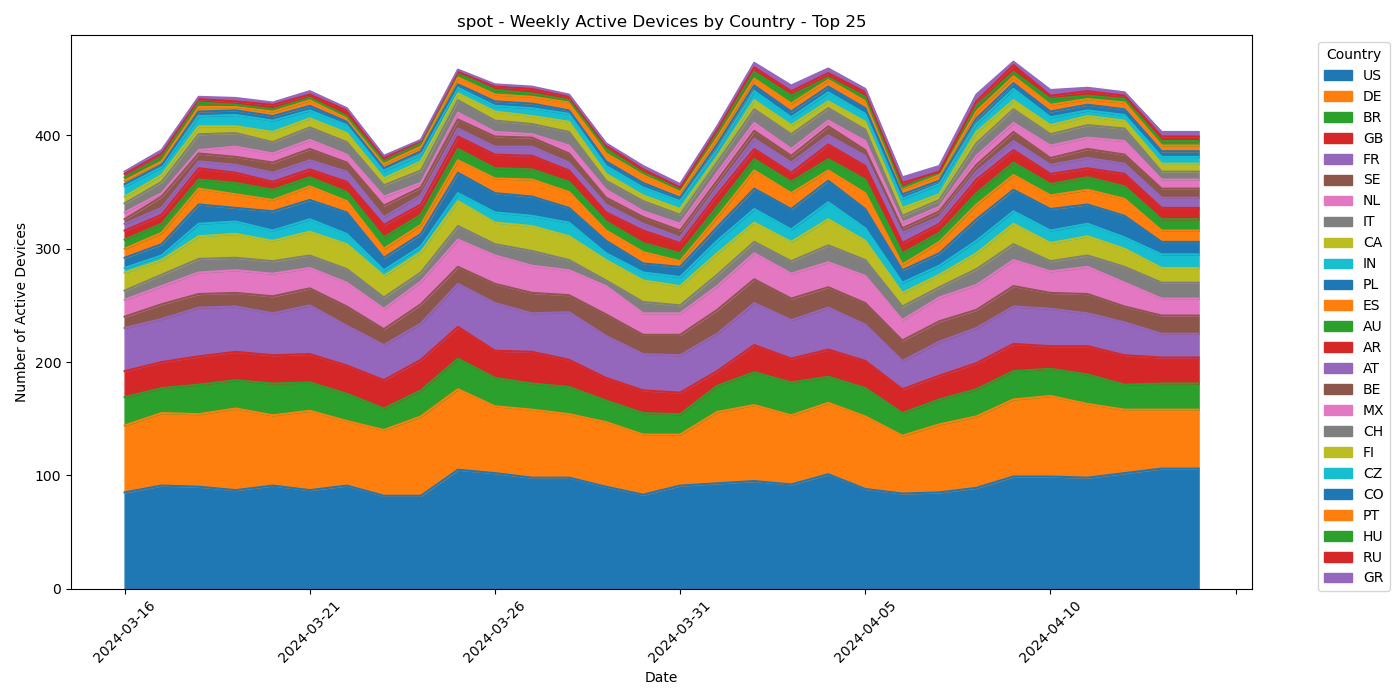 spot - Weekly Active Devices by Country - Top 25
Number of Active Devices
400
300
200
100
0
2024-03-16
2024-03-21
2024-03-26
2024-03-31
2024-04-05
2024-04-10
Date
Country
US
DE
BR
GB
FR
SE
NL
IT
CA
IN
PL
ES
AU
AR
AT
BE
MX
CH
FI
CZ
CO
PT
HU
RU
GR